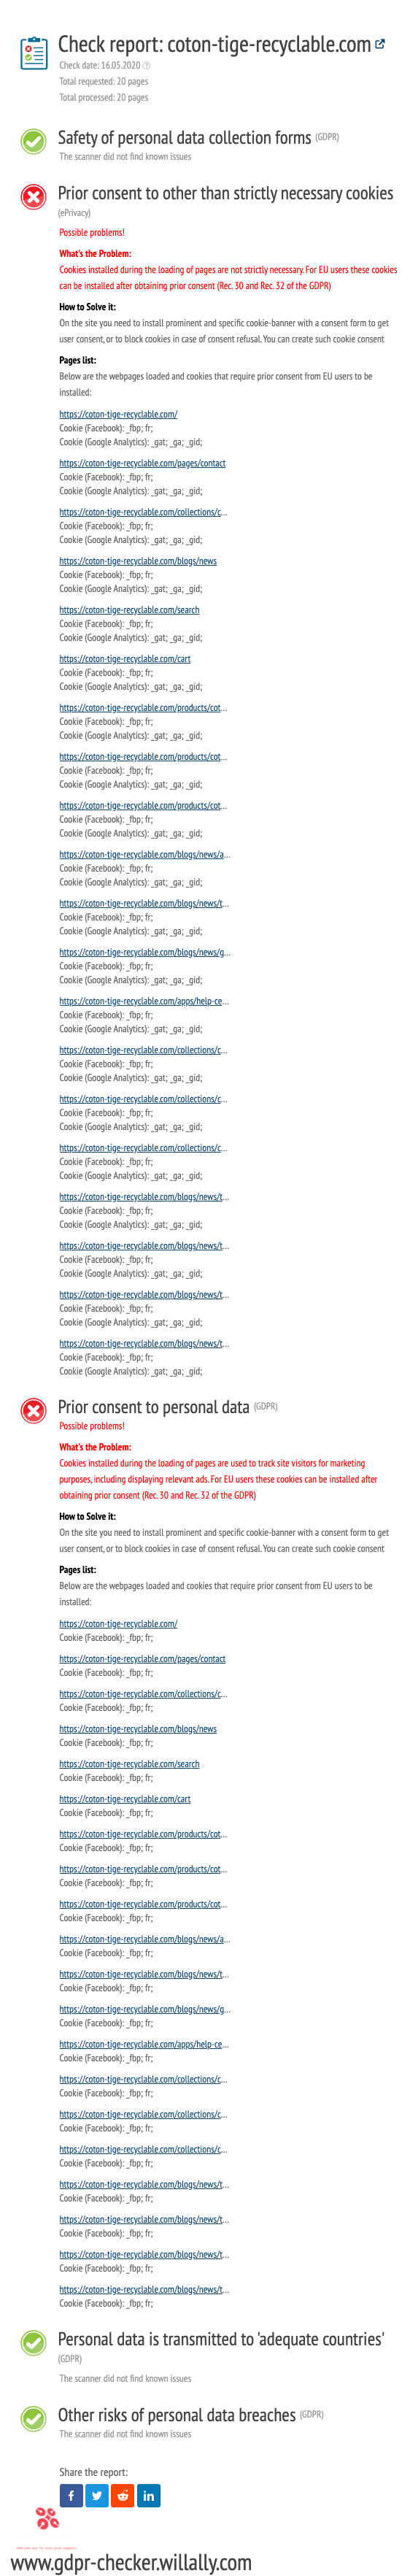 Check report: coton-tige-recyclable.com
Check date: 16.05.2020 ?
Total requested: 20 pages
Total processed: 20 pages
Safety of personal data collection forms (GDPR)
The scanner did not find known issues
Prior consent to other than strictly necessary cookies
(ePrivacy)
Possible problems!
What's the Problem:
Cookies installed during the loading of pages are not strictly necessary. For EU users these cookies
can be installed after obtaining prior consent (Rec. 30 and Rec. 32 of the GDPR)
How to Solve it:
On the site you need to install prominent and specific cookie-banner with a consent form to get
user consent, or to block cookies in case of consent refusal. You can create such cookie consent
Pages list:
Below are the webpages loaded and cookies that require prior consent from EU users to be
installed:
https://coton-tige-recyclable.com/
Cookie (Facebook): _fbp; fr;
Cookie (Google Analytics): _gat; _ga; _gid;
https://coton-tige-recyclable.com/pages/contact
Cookie (Facebook): _fbp; fr;
Cookie (Google Analytics): _gat; _ga; _gid;
https://coton-tige-recyclable.com/collections/c...
Cookie (Facebook): _fbp; fr;
Cookie (Google Analytics): _gat; _ga; _gid;
https://coton-tige-recyclable.com/blogs/news
Cookie (Facebook): _fbp; fr;
Cookie (Google Analytics): _gat; _ga; _gid;
https://coton-tige-recyclable.com/search
Cookie (Facebook): _fbp; fr;
Cookie (Google Analytics): _gat; _ga; _gid;
https://coton-tige-recyclable.com/cart
Cookie (Facebook): _fbp; fr;
Cookie (Google Analytics): _gat; _ga; _gid;
https://coton-tige-recyclable.com/products/cot...
Cookie (Facebook): _fbp; fr;
Cookie (Google Analytics): _gat; _ga; _gid;
https://coton-tige-recyclable.com/products/cot...
Cookie (Facebook): _fbp; fr;
Cookie (Google Analytics): _gat; _ga; _gid;
https://coton-tige-recyclable.com/products/cot...
Cookie (Facebook): _fbp; fr;
Cookie (Google Analytics): _gat; _ga; _gid;
https://coton-tige-recyclable.com/blogs/news/a...
Cookie (Facebook): _fbp; fr;
Cookie (Google Analytics): _gat; _ga; _gid;
https://coton-tige-recyclable.com/blogs/news/t...
Cookie (Facebook): _fbp; fr;
Cookie (Google Analytics): _gat; _ga; _gid;
https://coton-tige-recyclable.com/blogs/news/g...
Cookie (Facebook): _fbp; fr;
Cookie (Google Analytics): _gat; _ga; _gid;
https://coton-tige-recyclable.com/apps/help-ce...
Cookie (Facebook): _fbp; fr;
Cookie (Google Analytics): _gat; _ga; _gid;
https://coton-tige-recyclable.com/collections/c...
Cookie (Facebook): _fbp; fr;
Cookie (Google Analytics): _gat; _ga; _gid;
https://coton-tige-recyclable.com/collections/c...
Cookie (Facebook): _fbp; fr;
Cookie (Google Analytics): _gat; _ga; _gid;
https://coton-tige-recyclable.com/collections/c...
Cookie (Facebook): _fbp; fr;
Cookie (Google Analytics): _gat; _ga; _gid;
https://coton-tige-recyclable.com/blogs/news/t...
Cookie (Facebook): _fbp; fr;
Cookie (Google Analytics): _gat; _ga; _gid;
https://coton-tige-recyclable.com/blogs/news/t...
Cookie (Facebook): _fbp; fr;
Cookie (Google Analytics): _gat; _ga; _gid;
https://coton-tige-recyclable.com/blogs/news/t...
Cookie (Facebook): _fbp; fr;
Cookie (Google Analytics): _gat; _ga; _gid;
https://coton-tige-recyclable.com/blogs/news/t...
Cookie (Facebook): _fbp; fr;
Cookie (Google Analytics): _gat; _ga; _gid;
Prior consent to personal data (GDPR)
Possible problems!
What's the Problem:
Cookies installed during the loading of pages are used to track site visitors for marketing
purposes, including displaying relevant ads. For EU users these cookies can be installed after
obtaining prior consent (Rec. 30 and Rec. 32 of the GDPR)
How to Solve it:
On the site you need to install prominent and specific cookie-banner with a consent form to get
user consent, or to block cookies in case of consent refusal. You can create such cookie consent
Pages list:
Below are the webpages loaded and cookies that require prior consent from EU users to be
installed:
https://coton-tige-recyclable.com/
Cookie (Facebook): _fbp; fr;
https://coton-tige-recyclable.com/pages/contact
Cookie (Facebook): _fbp; fr;
https://coton-tige-recyclable.com/collections/c...
Cookie (Facebook): _fbp; fr;
https://coton-tige-recyclable.com/blogs/news
Cookie (Facebook): _fbp; fr;
https://coton-tige-recyclable.com/search
Cookie (Facebook): _fbp; fr;
https://coton-tige-recyclable.com/cart
Cookie (Facebook): _fbp; fr;
https://coton-tige-recyclable.com/products/cot...
Cookie (Facebook): _fbp; fr;
https://coton-tige-recyclable.com/products/cot...
Cookie (Facebook): _fbp; fr;
https://coton-tige-recyclable.com/products/cot...
Cookie (Facebook): _fbp; fr;
https://coton-tige-recyclable.com/blogs/news/a...
Cookie (Facebook): _fbp; fr;
https://coton-tige-recyclable.com/blogs/news/t...
Cookie (Facebook): _fbp; fr;
https://coton-tige-recyclable.com/blogs/news/g...
Cookie (Facebook): _fbp; fr;
https://coton-tige-recyclable.com/apps/help-ce...
Cookie (Facebook): _fbp; fr;
https://coton-tige-recyclable.com/collections/c...
Cookie (Facebook): _fbp; fr;
https://coton-tige-recyclable.com/collections/c...
Cookie (Facebook): _fbp; fr;
https://coton-tige-recyclable.com/collections/c...
Cookie (Facebook): _fbp; fr;
https://coton-tige-recyclable.com/blogs/news/t...
Cookie (Facebook): _fbp; fr;
https://coton-tige-recyclable.com/blogs/news/t...
Cookie (Facebook): _fbp; fr;
https://coton-tige-recyclable.com/blogs/news/t...
Cookie (Facebook): _fbp; fr;
https://coton-tige-recyclable.com/blogs/news/t...
Cookie (Facebook): _fbp; fr;
Personal data is transmitted to 'adequate countries'
(GDPR)
The scanner did not find known issues
Other risks of personal data breaches (GDPR)
The scanner did not find known issues
Share the report:
www.gdpr-checker.willally.com